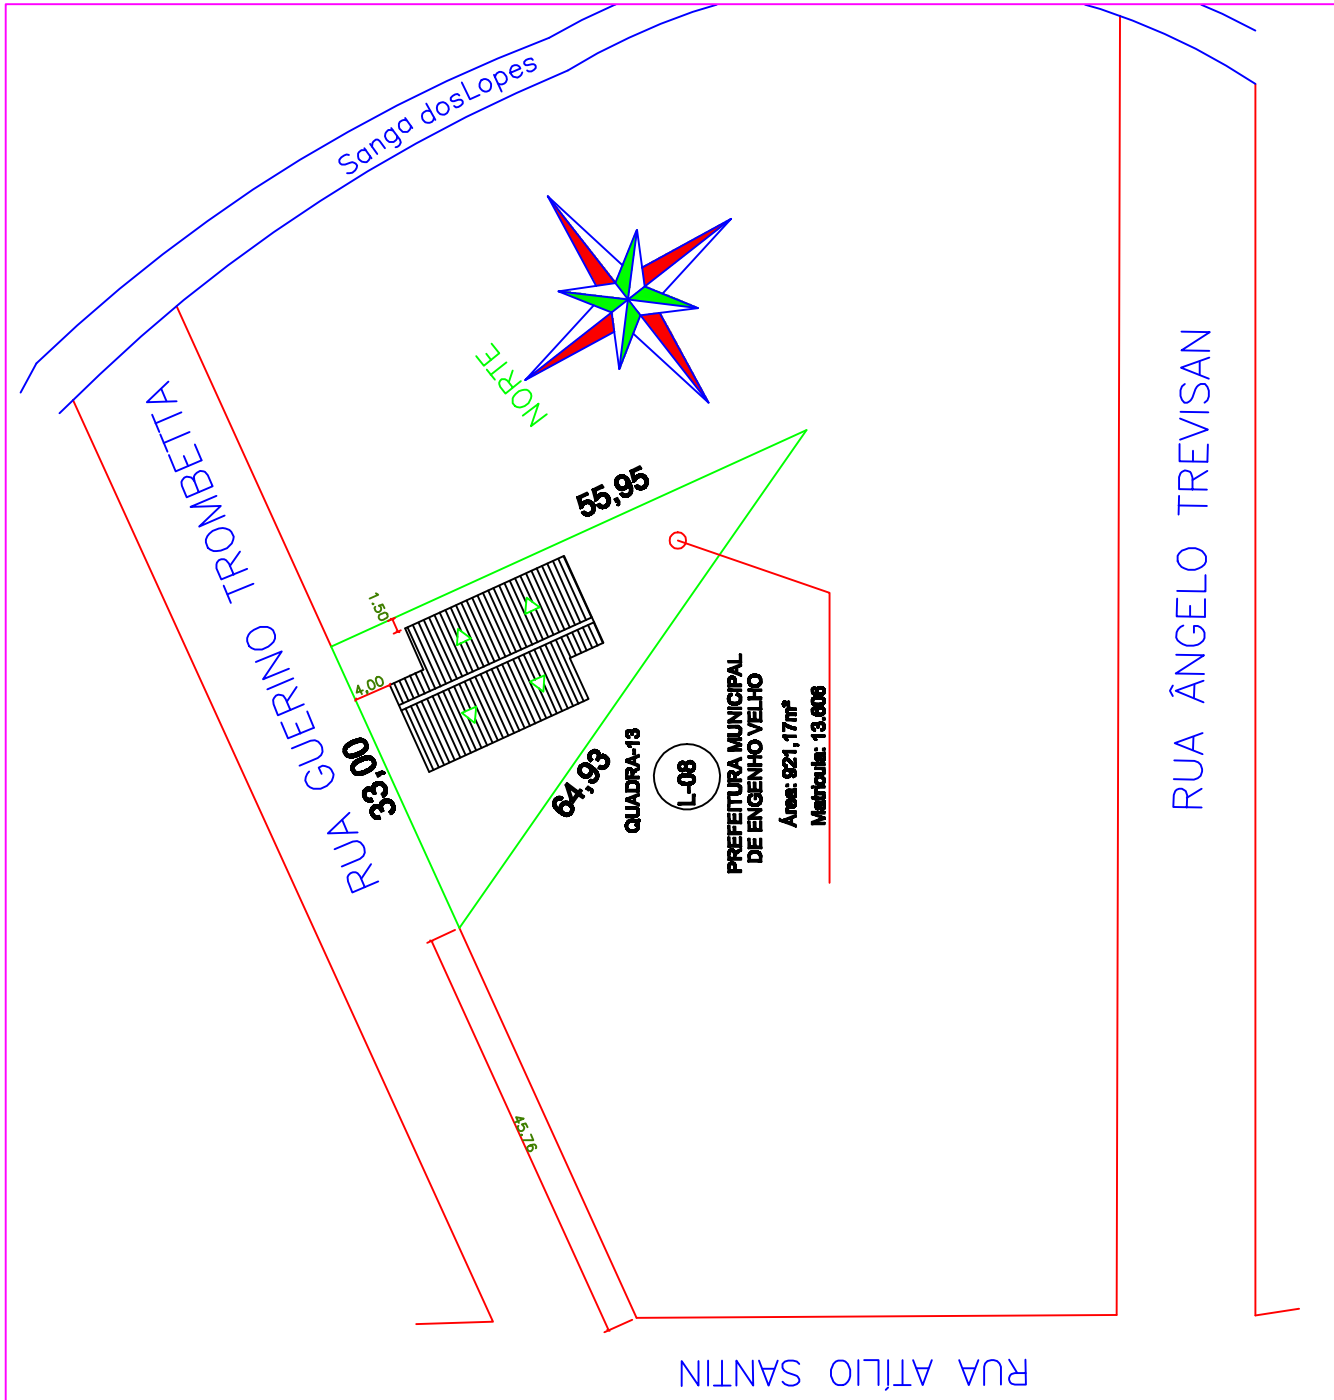 Sanga dosLopes
NORTE
RUA GUERINO TROMBETTA
55,95
1.50
4,00
33,00
64,93
QUADRA-13
L-08
PREFEITURA MUNICIPAL
DE ENGENHO VELHO
Área: 921,17m²
Matrícula: 13.606
45,76
RUA ÂNGELO TREVISAN
RUA ATÍLIO SANTIN